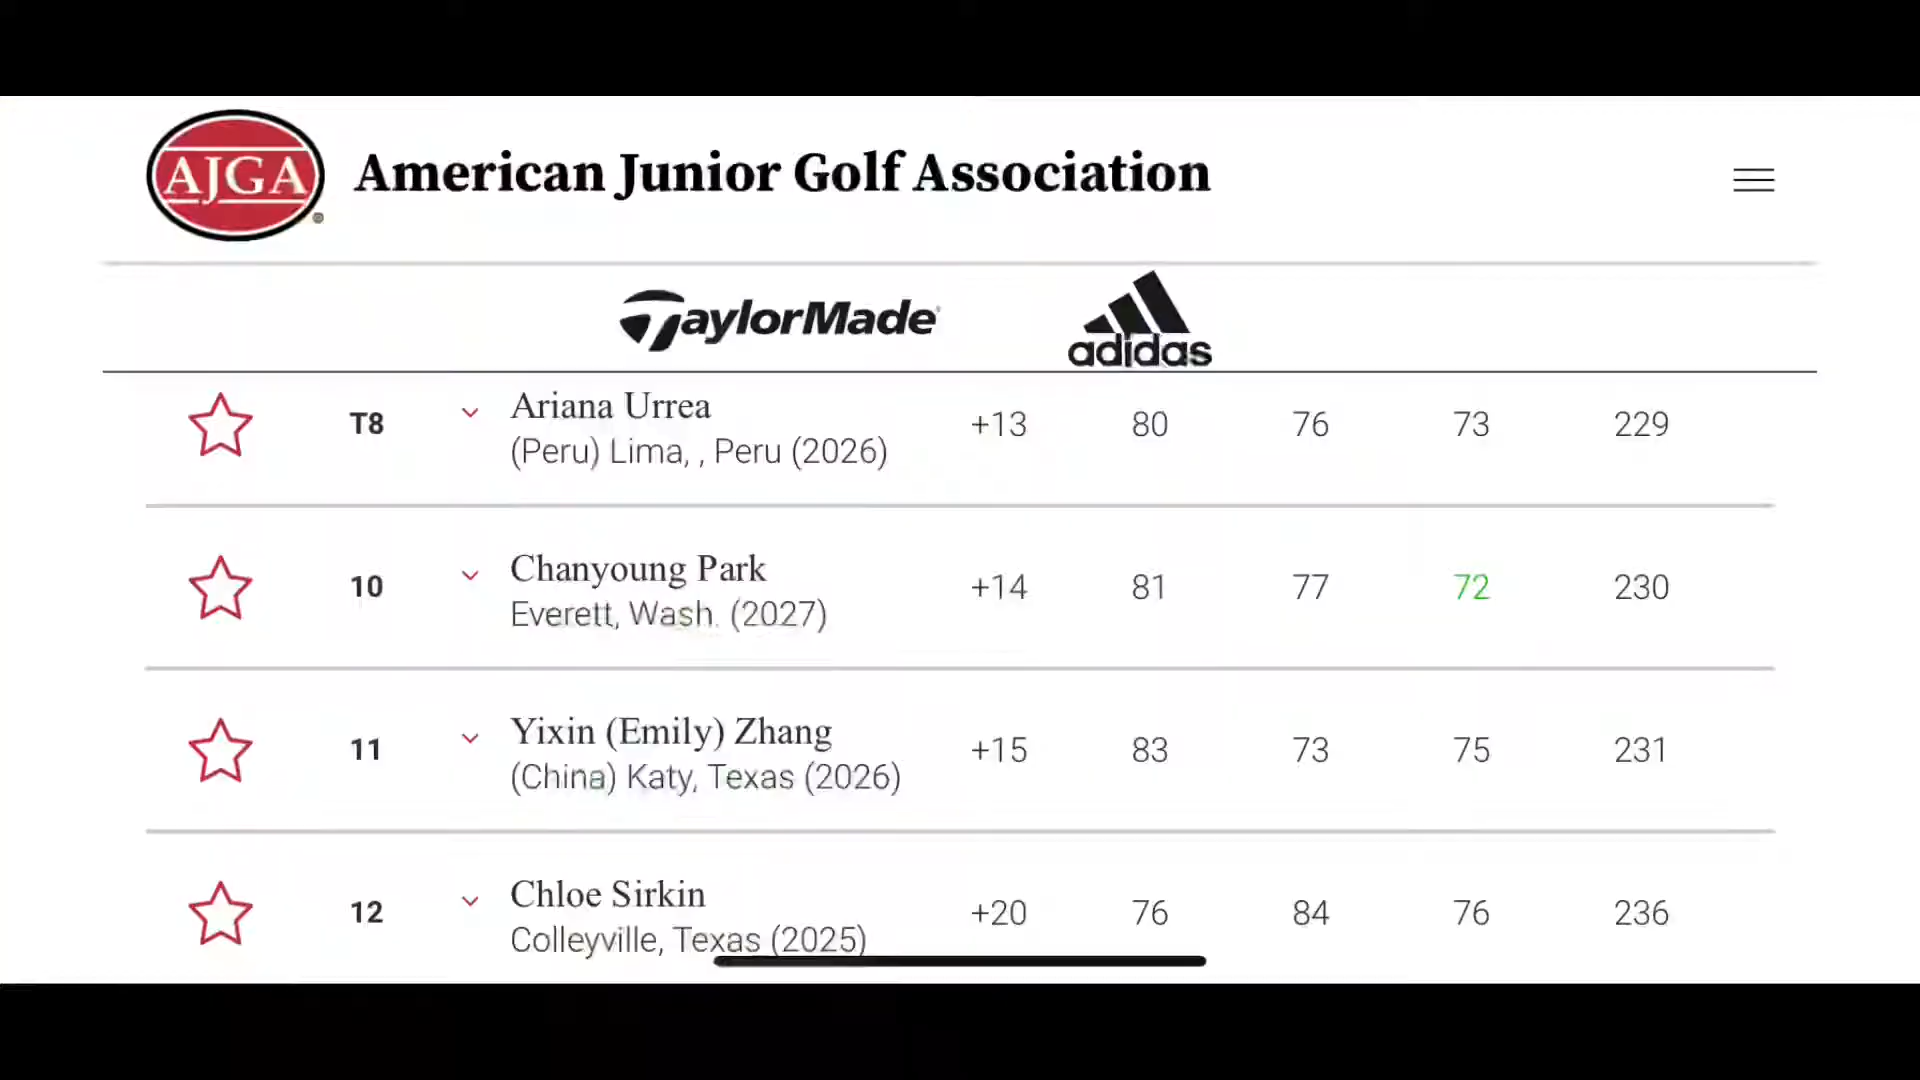 AJGA
American Junior Golf Association
®
TaylorMade
adidas
T8 Ariana Urrea +13 80 76 73 229
(Peru) Lima, , Peru (2026)
10 Chanyoung Park +14 81 77 72 230
Everett, Wash. (2027)
11 Yixin (Emily) Zhang +15 83 73 75 231
(China) Katy, Texas (2026)
12 Chloe Sirkin +20 76 84 76 236
Colleyville, Texas (2025)